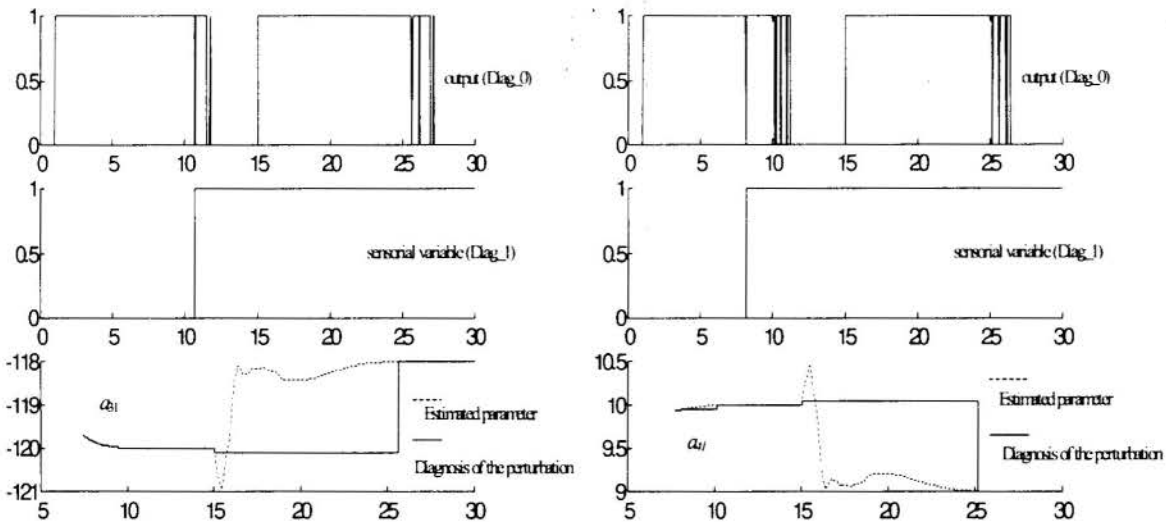 1
0.5
0
output (Diag_0)
0 5 10 15 20 25 30
1
0.5
0
sensorial variable (Diag_1)
5 5 10 15 20 25 30
-118
-119
-120
-121
a31
Estimated parameter
Diagnosis of the perturbation
5 10 15 20 25 30
1
0.5
0
output (Diag_0)
0 5 10 15 20 25 30
1
0.5
0
sensorial variable (Diag_1)
5 5 10 15 20 25 30
10.5
10
9.5
9
a41
Estimated parameter
Diagnosis of the perturbation
5 10 15 20 25 30